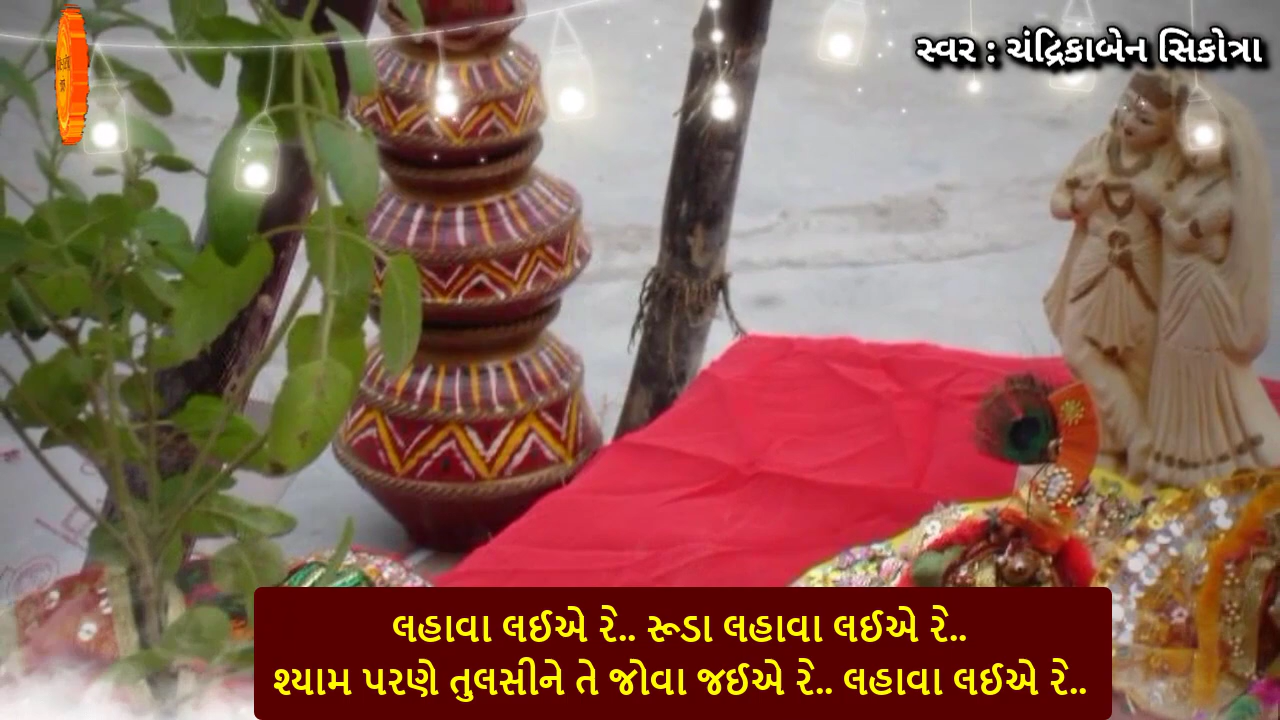 સ્વર : ચંદ્રિકાબેન સિકોત્રા
લહાવા લઈએ રે.. રૂડા લહાવા લઈએ રે..
શ્યામ પરણે તુલસીને તે જોવા જઈએ રે.. લહાવા લઈએ રે..